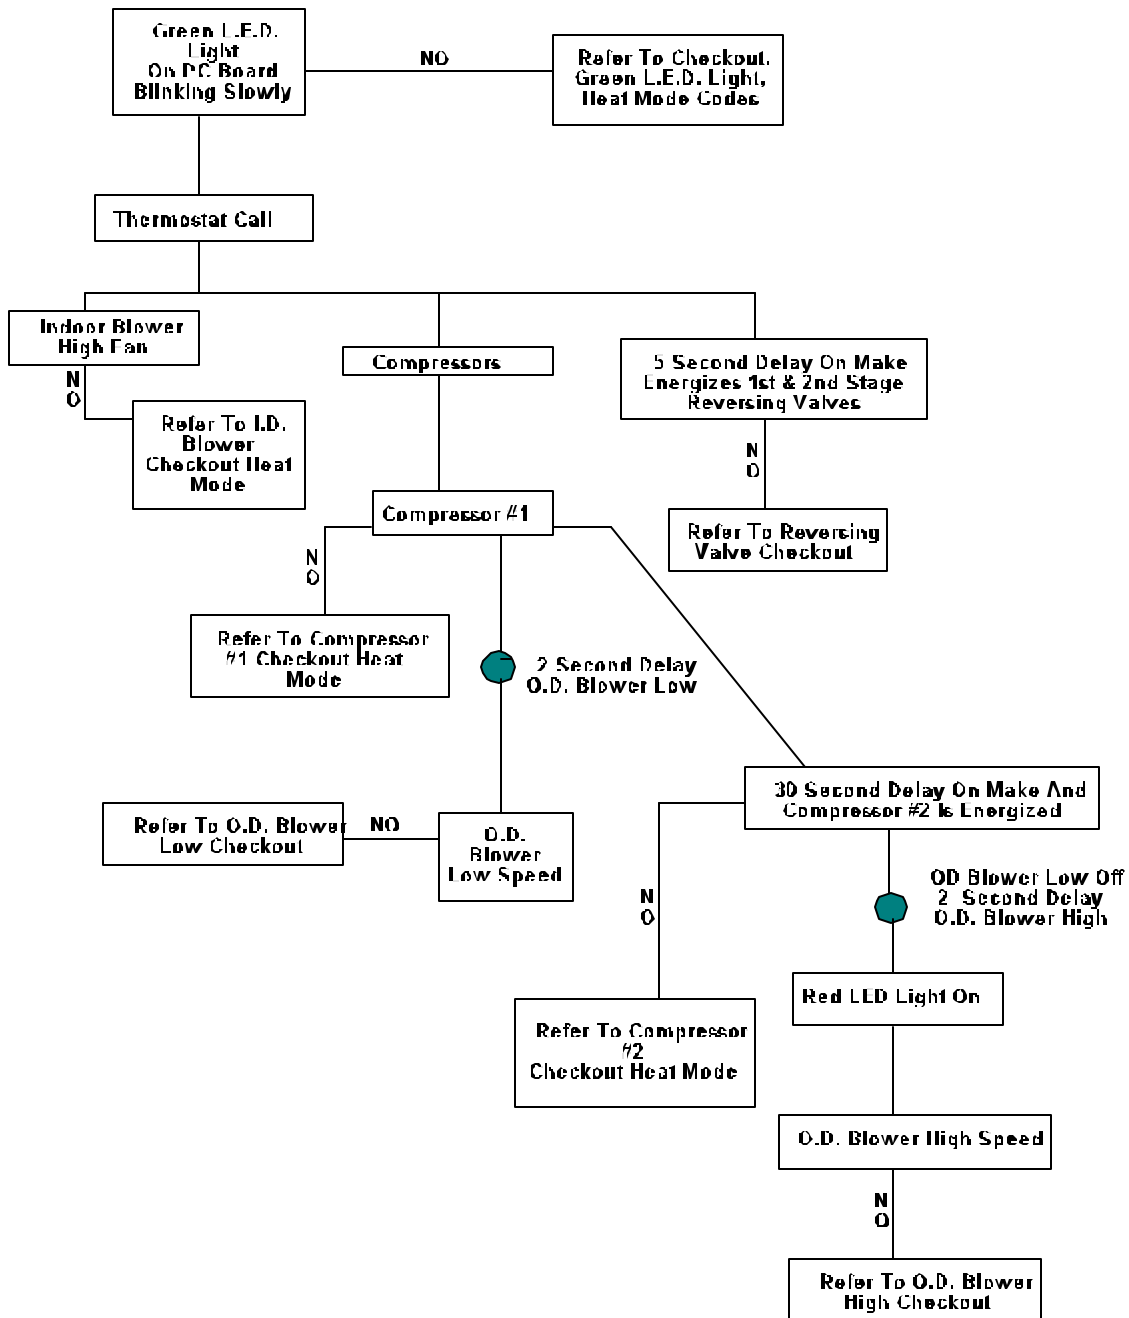 Green L.E.D.
Light
On PC Board
Blinking Slowly
NO
Refer To Checkout.
Green L.E.D. Light,
Heat Mode Codes
Thermostat Call
Indoor Blower
High Fan
N
O
Refer To I.D.
Blower
Checkout Heat
Mode
Compressors
5 Second Delay On Make
Energizes 1st & 2nd Stage
Reversing Valves
N
O
Refer To Reversing
Valve Checkout
Compressor #1
N
O
Refer To Compressor
#1 Checkout Heat
Mode
2 Second Delay
O.D. Blower Low
Refer To O.D. Blower
Low Checkout
NO
O.D.
Blower
Low Speed
30 Second Delay On Make And
Compressor #2 Is Energized
N
O
Refer To Compressor
#2
Checkout Heat Mode
OD Blower Low Off
2 Second Delay
O.D. Blower High
Red LED Light On
O.D. Blower High Speed
N
O
Refer To O.D. Blower
High Checkout